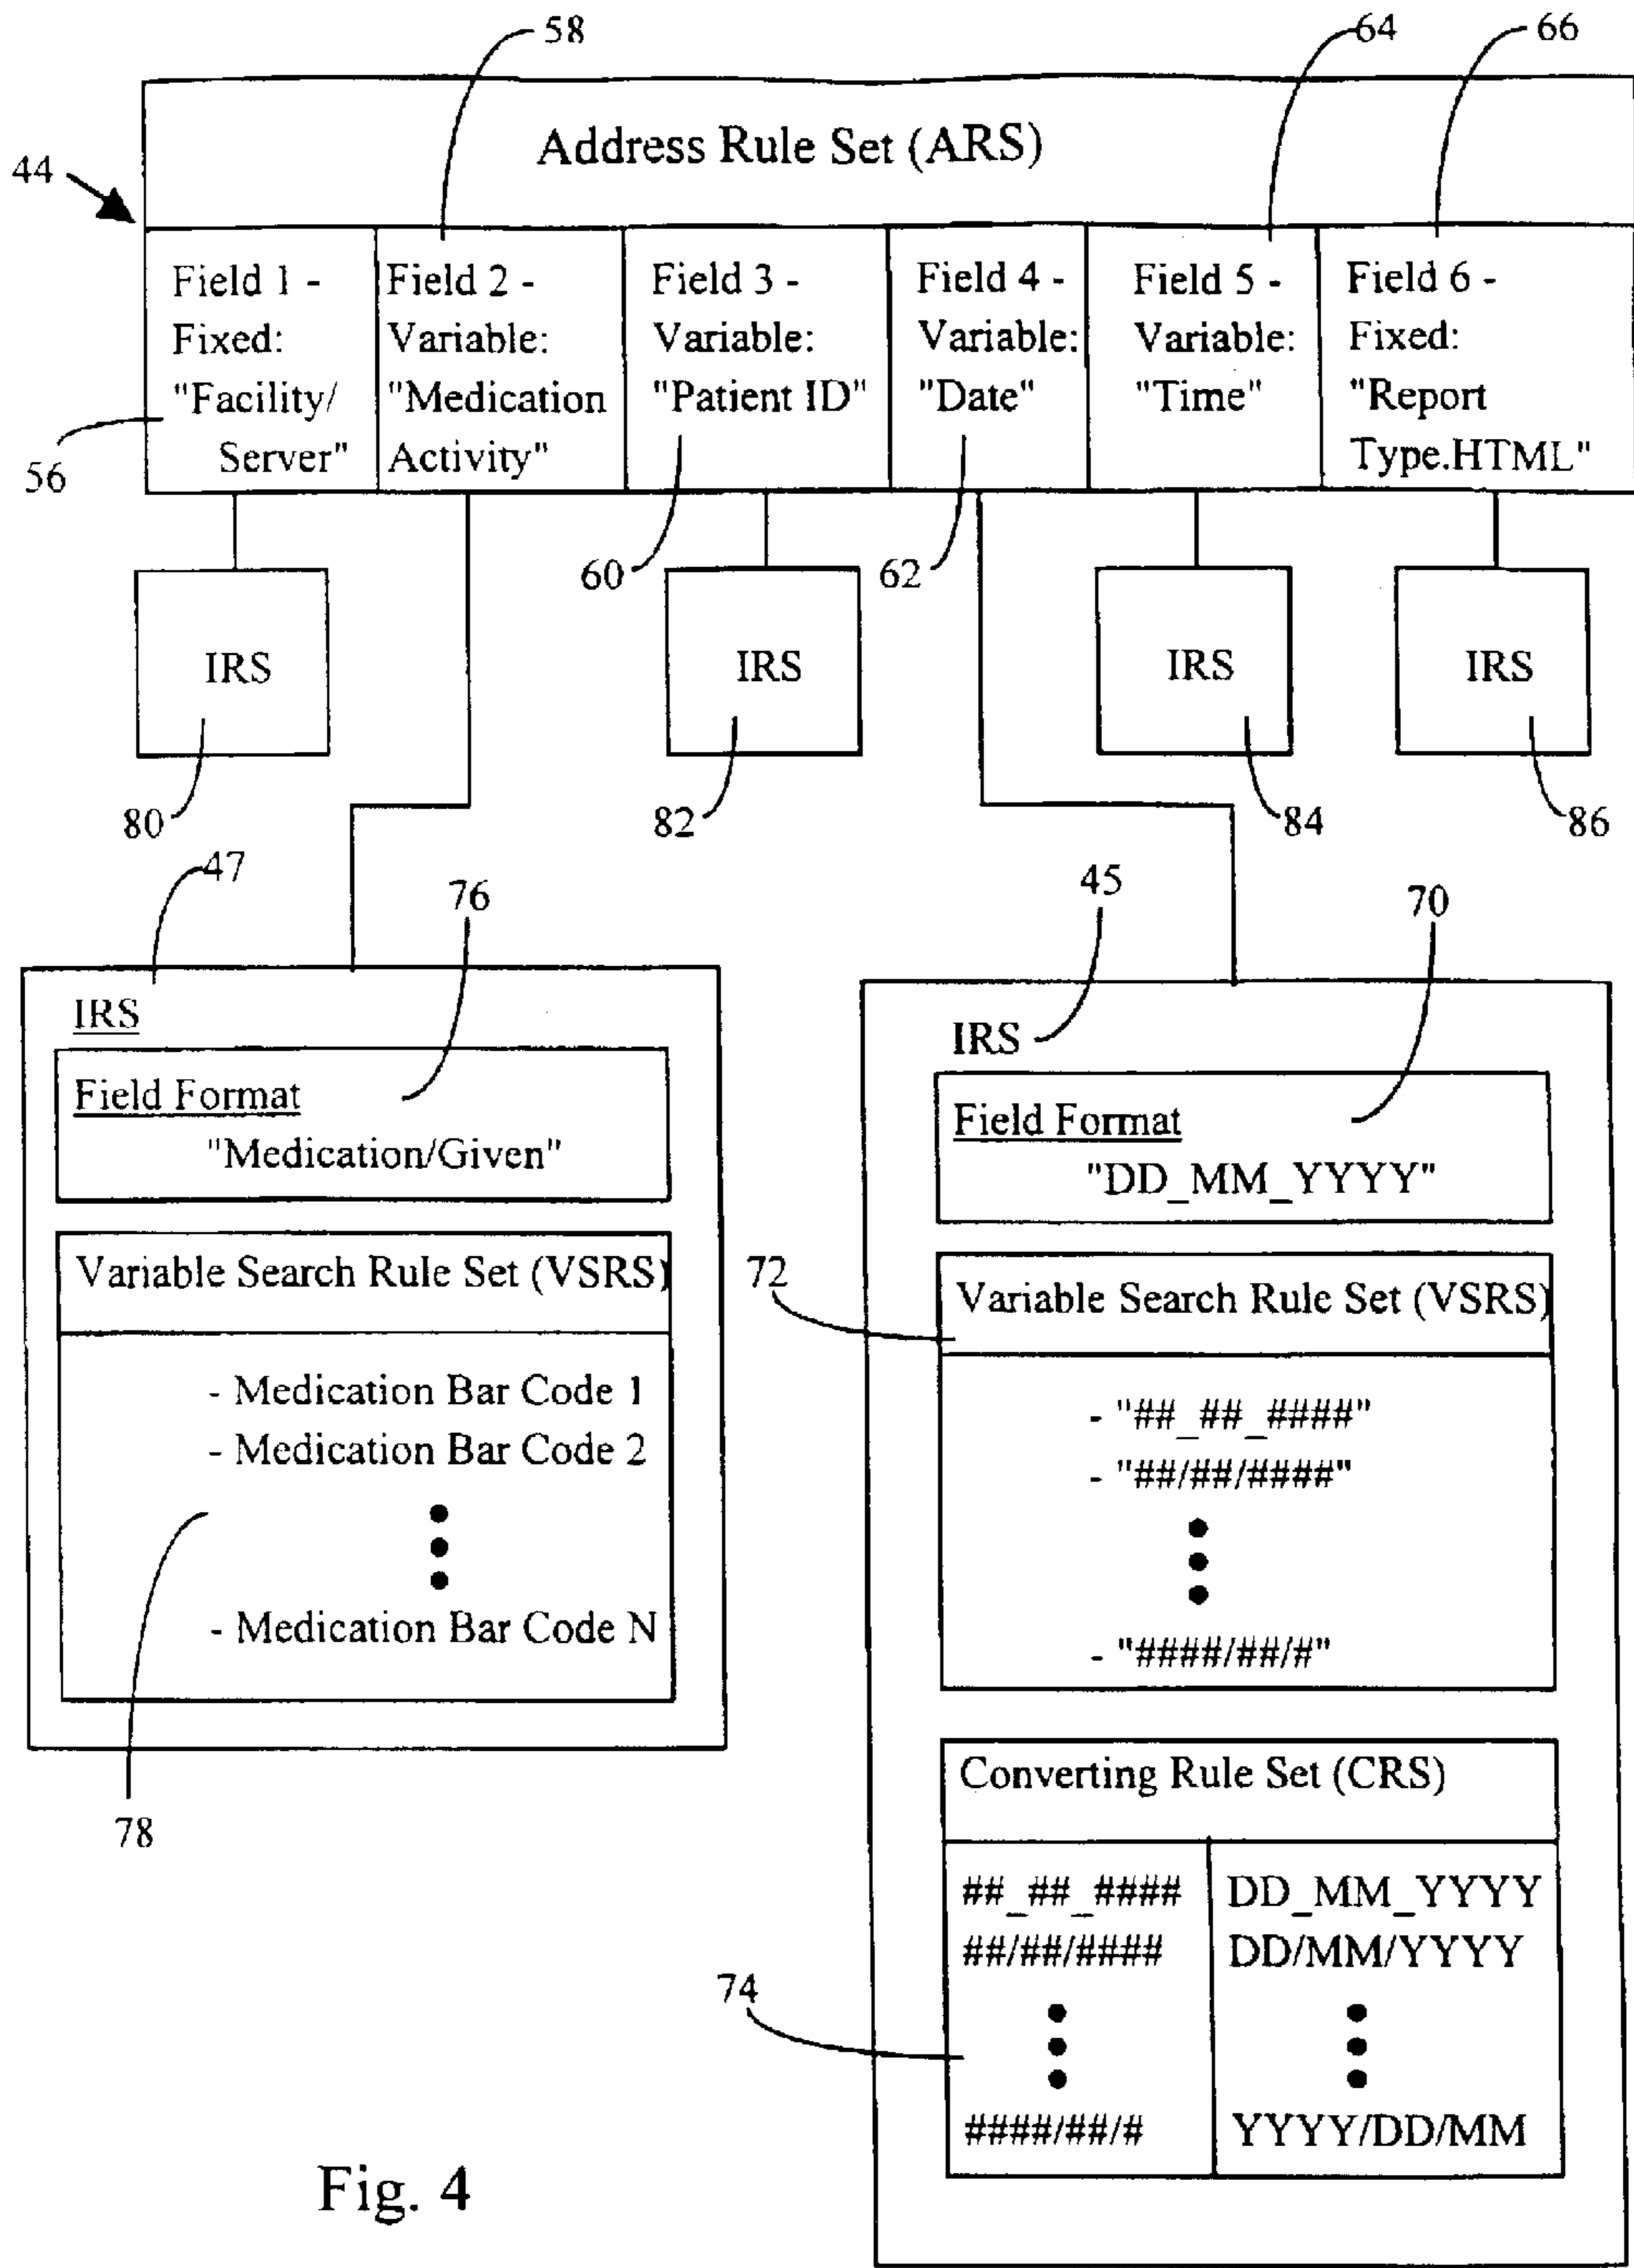 58
64
66
Address Rule Set (ARS)
44
Field 1 -
Fixed:
"Facility/
Server"
Field 2 -
Variable:
"Medication
Activity"
Field 3 -
Variable:
"Patient ID"
Field 4 -
Variable:
"Date"
Field 5 -
Variable:
"Time"
Field 6 -
Fixed:
"Report
Type.HTML"
56
60
62
IRS
IRS
IRS
IRS
80
82
84
86
47
76
IRS
Field Format
"Medication/Given"
Variable Search Rule Set (VSRS)
- Medication Bar Code 1
- Medication Bar Code 2
- Medication Bar Code N
78
45
70
IRS
Field Format
"DD_MM_YYYY"
72
Variable Search Rule Set (VSRS)
- "##_##_####"
- "##/##/####"
- "####/##/#"
Converting Rule Set (CRS)
##_##_#### DD_MM_YYYY
##/##/#### DD/MM/YYYY
74
####/##/# YYYY/DD/MM
Fig. 4